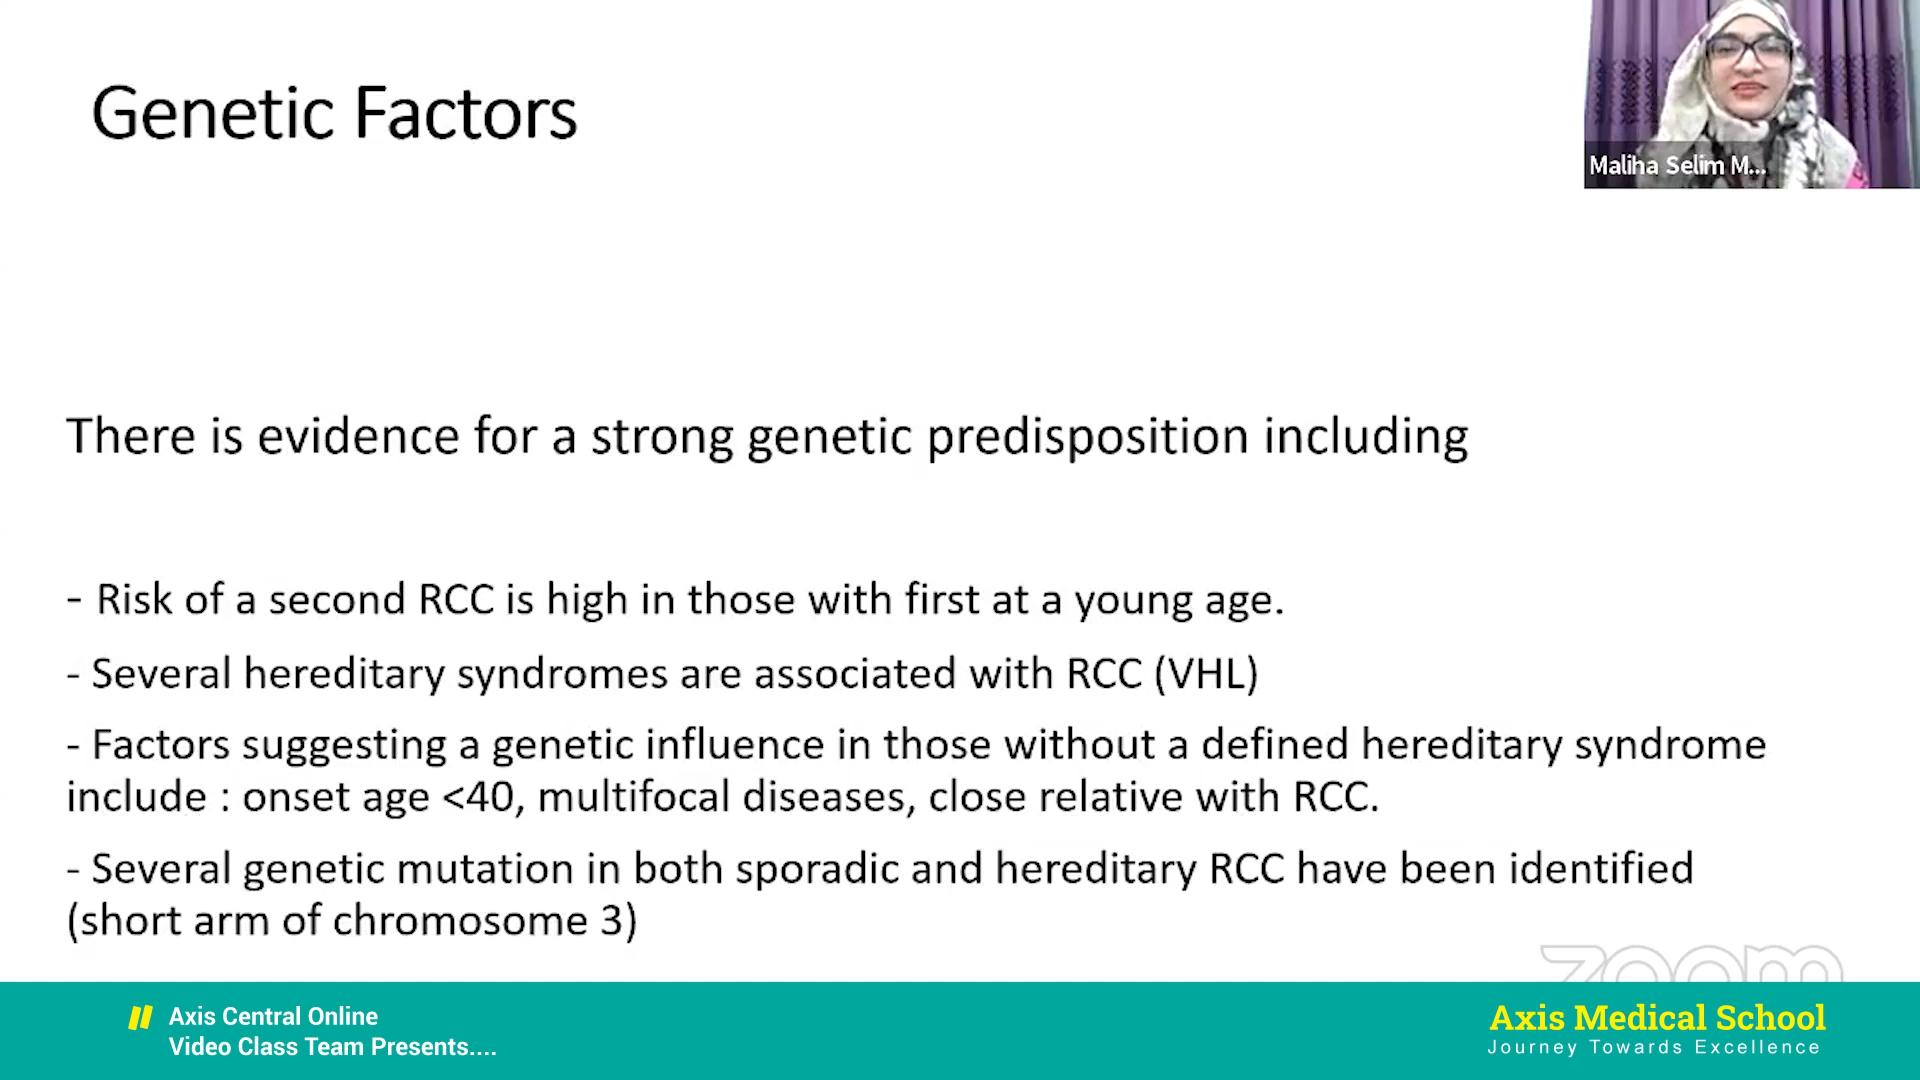 Genetic Factors
Maliha Selim M...
There is evidence for a strong genetic predisposition including
- Risk of a second RCC is high in those with first at a young age.
- Several hereditary syndromes are associated with RCC (VHL)
- Factors suggesting a genetic influence in those without a defined hereditary syndrome
include : onset age <40, multifocal diseases, close relative with RCC.
- Several genetic mutation in both sporadic and hereditary RCC have been identified
(short arm of chromosome 3)
zoom
Axis Central Online
Video Class Team Presents....
Axis Medical School
Journey Towards Excellence